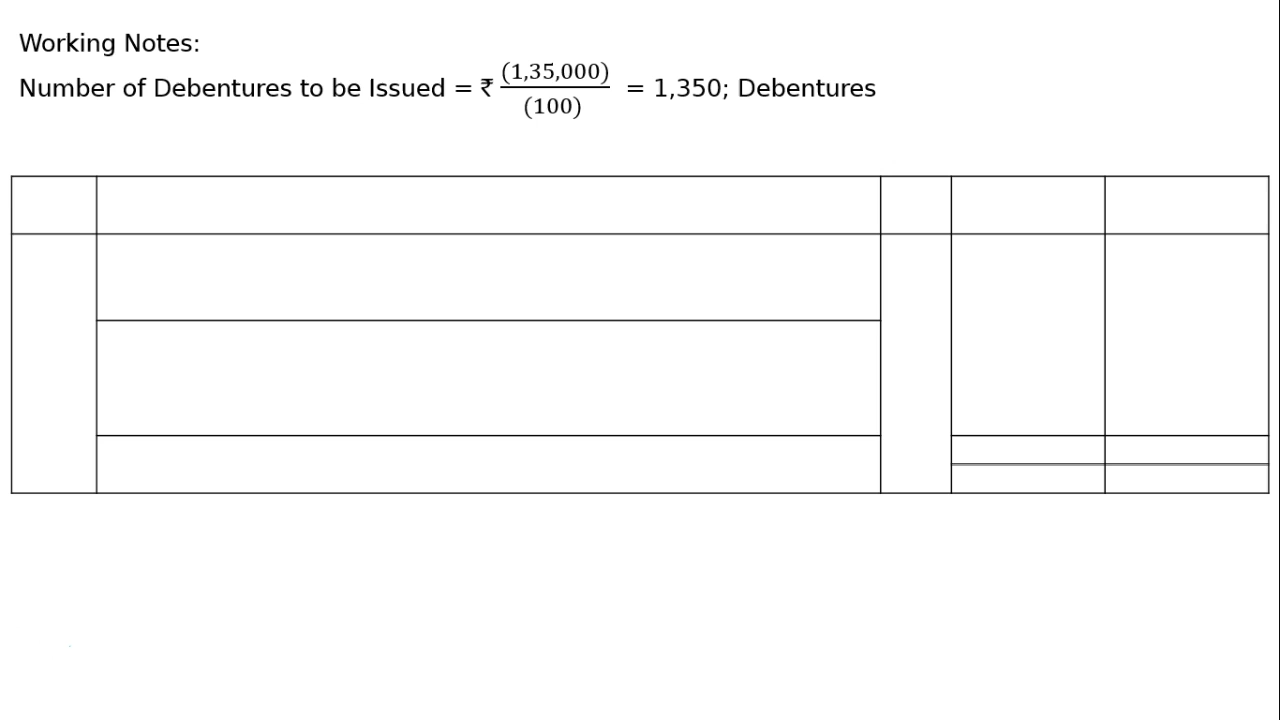 Working Notes:
Number of Debentures to be Issued = ₹ (1,35,000)/(100) = 1,350; Debentures